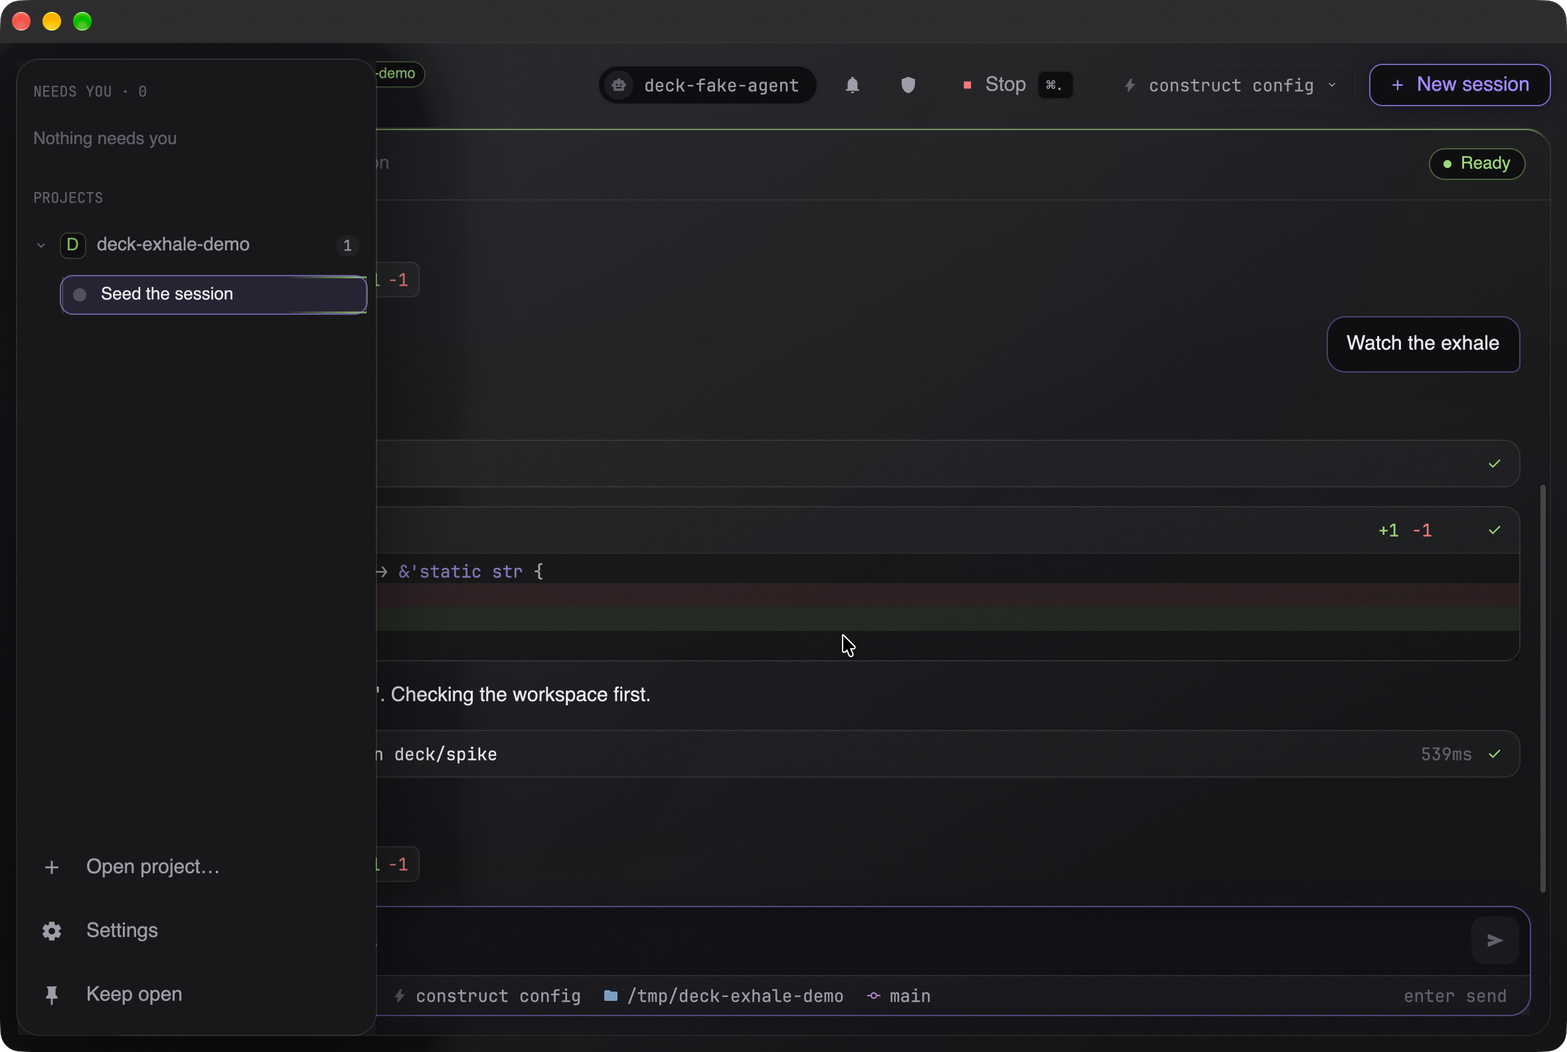 NEEDS YOU · 0
Nothing needs you
PROJECTS
D deck-exhale-demo 1
Seed the session
Open project…
Settings
Keep open
-demo
deck-fake-agent
Stop ⌘.
construct config
+ New session
on
Ready
-1
Watch the exhale
+1 -1
→ &'static str {
'. Checking the workspace first.
n deck/spike
539ms
-1
construct config /tmp/deck-exhale-demo main
enter send